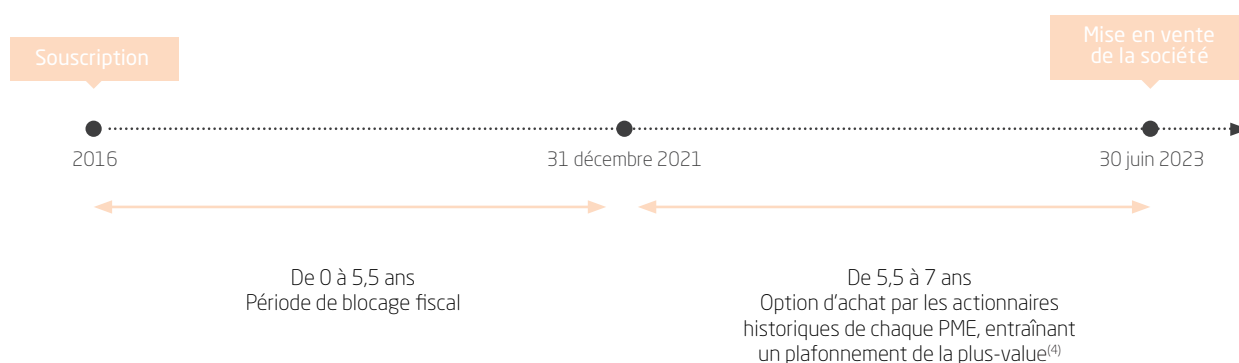 Souscription
Mise en vente
de la société
2016
31 décembre 2021
30 juin 2023
De 0 à 5,5 ans
Période de blocage fiscal
De 5,5 à 7 ans
Option d'achat par les actionnaires
historiques de chaque PME, entraînant
un plafonnement de la plus-value(4)